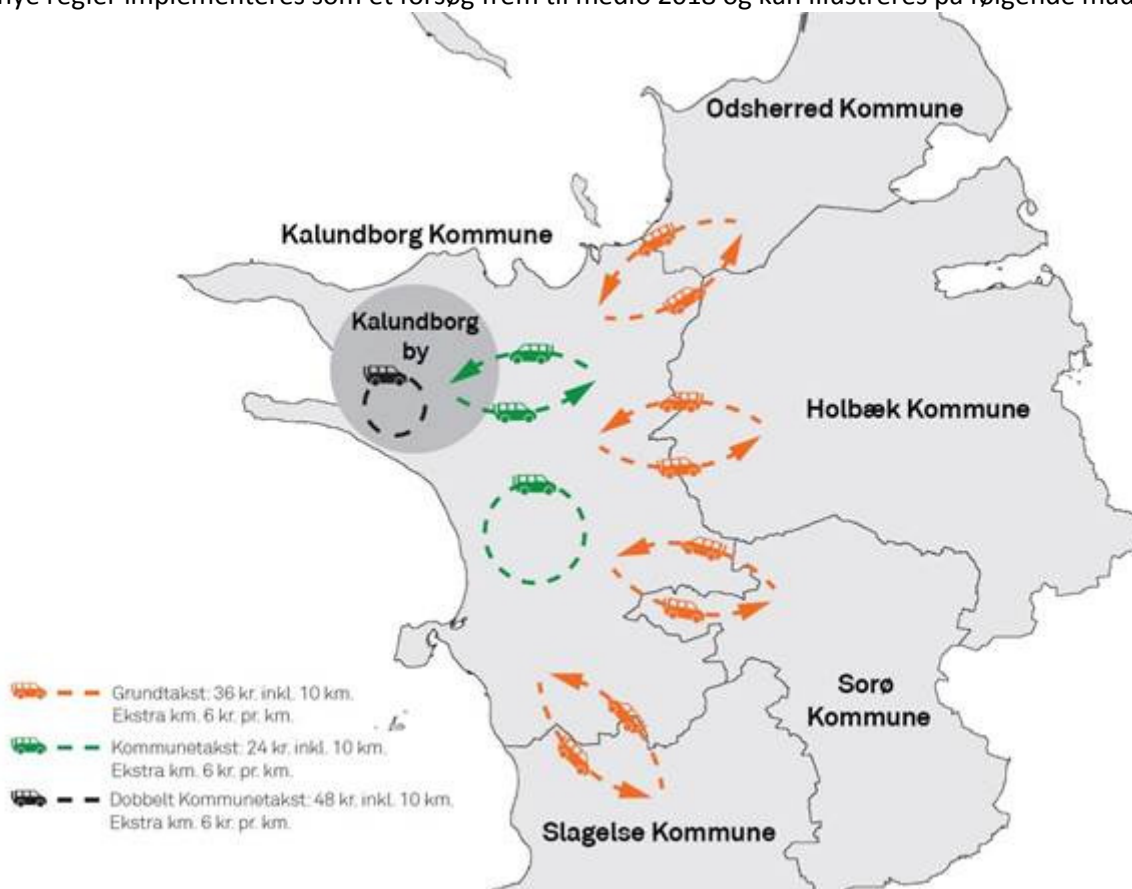 nye regler implementeres som et forsøg frem til medio 2018 og kan illustreres på følgende måd
Odsherred Kommune
Kalundborg Kommune
Kalundborg
by
Holbæk Kommune
Sorø
Kommune
Grundtakst: 36 kr. inkl. 10 km.
Ekstra km. 6 kr. pr. km.
Kommunetakst: 24 kr. inkl. 10 km.
Ekstra km. 6 kr. pr. km.
Dobbelt Kommunetakst: 48 kr. inkl. 10 km.
Ekstra km. 6 kr. pr. km.
Slagelse Kommune